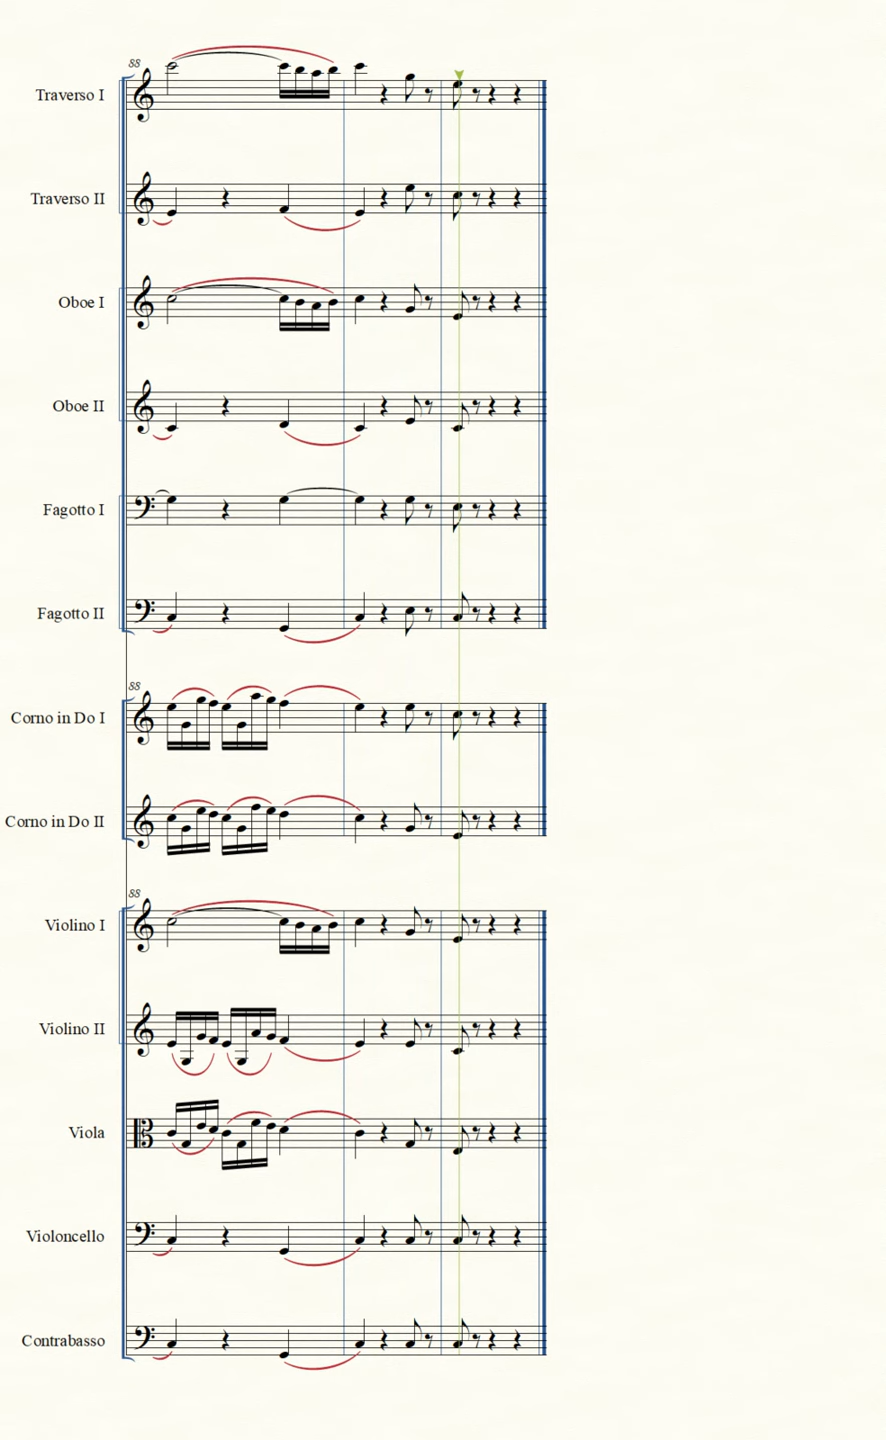 88
Traverso I
Traverso II
Oboe I
Oboe II
Fagotto I
Fagotto II
88
Corno in Do I
Corno in Do II
88
Violino I
Violino II
Viola
Violoncello
Contrabasso